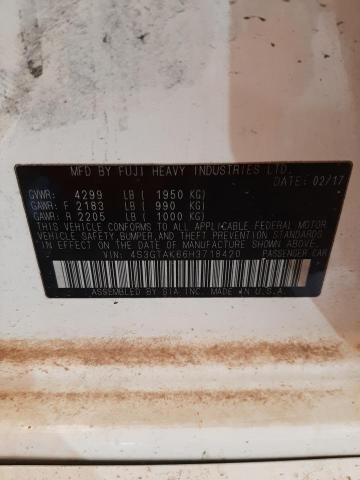 MFD BY FUJI HEAVY INDUSTRIES LTD.
DATE: 02/17
GVWR: 4299 LB ( 1950 KG)
GAWR: F 2183 LB ( 990 KG)
GAWR: R 2205 LB ( 1000 KG)
THIS VEHICLE CONFORMS TO ALL APPLICABLE FEDERAL MOTOR
VEHICLE SAFETY, BUMPER, AND THEFT PREVENTION STANDARDS
IN EFFECT ON THE DATE OF MANUFACTURE SHOWN ABOVE.
VIN: 4S3GTAK66H3718420 PASSENGER CAR
ASSEMBLED BY SIA INC. MADE IN U.S.A.